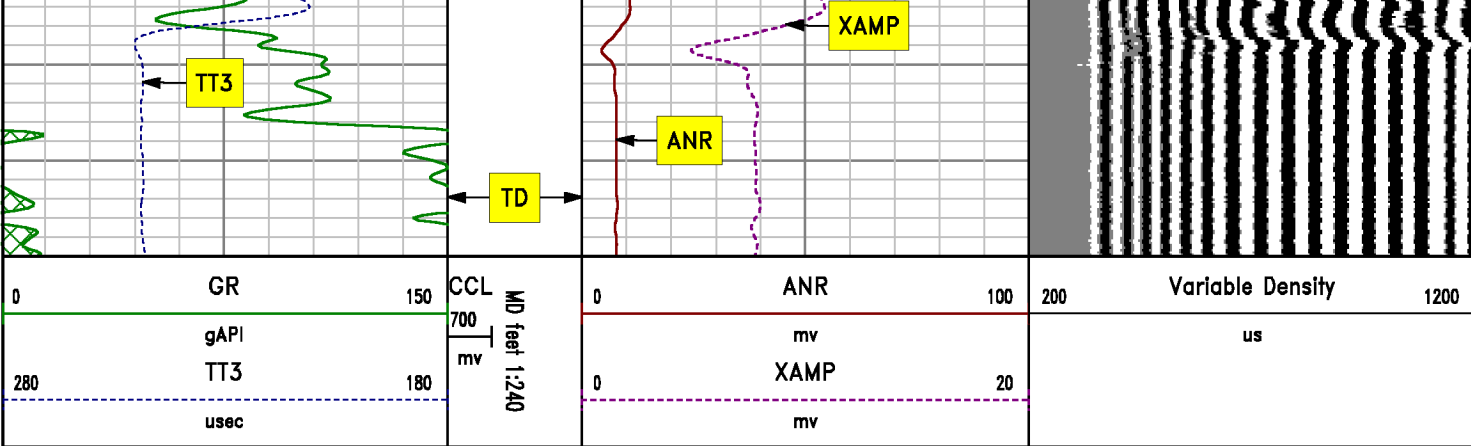 XAMP
TT3
ANR
TD
0 GR 150
gAPI
TT3
280 180
usec
CCL
700
mv
MD feet 1:240
0 ANR 100
mv
XAMP
0 20
mv
Variable Density
200 1200
us